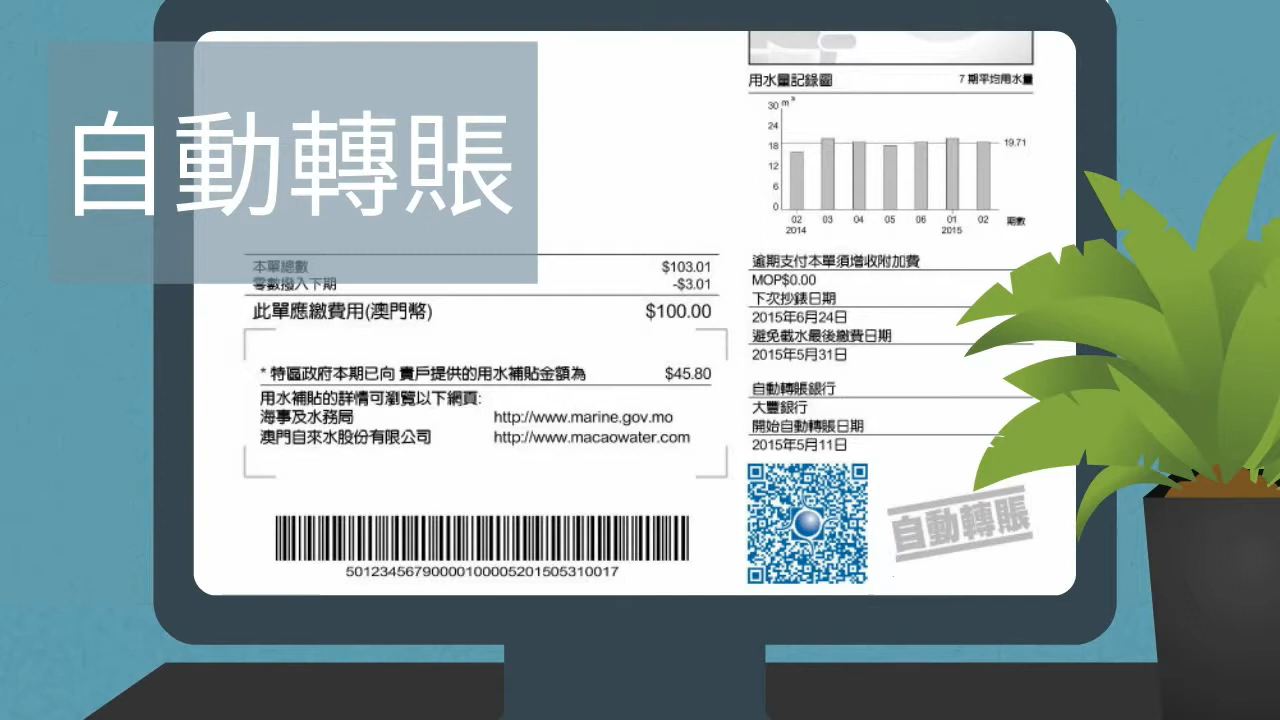 自動轉賬
本單總數 $103.01
零數撥入下期 -$3.01
此單應繳費用(澳門幣) $100.00
* 特區政府本期已向 貴戶提供的用水補貼金額為 $45.80
用水補貼的詳情可瀏覽以下網頁:
海事及水務局 http://www.marine.gov.mo
澳門自來水股份有限公司 http://www.macaowater.com
50123456790000100005201505310017
用水量記錄圖 7 期平均用水量
30 m³
24
18
12
6
0
19.71
02 03 04 05 06 01 02 期數
2014 2015
逾期支付本單須增收附加費
MOP$0.00
下次抄錶日期
2015年6月24日
避免截水最後繳費日期
2015年5月31日
自動轉賬銀行
大豐銀行
開始自動轉賬日期
2015年5月11日
自動轉賬